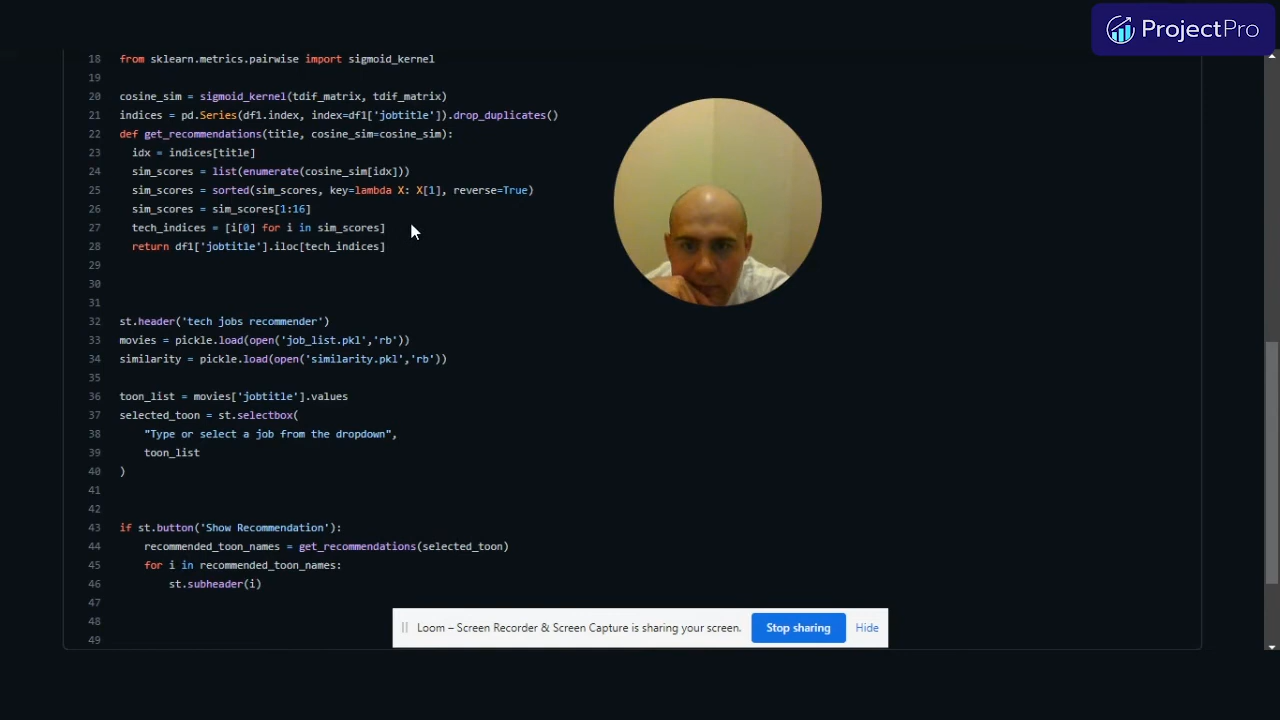 ProjectPro
18 from sklearn.metrics.pairwise import sigmoid_kernel
19
20 cosine_sim = sigmoid_kernel(tdif_matrix, tdif_matrix)
21 indices = pd.Series(df1.index, index=df1['jobtitle']).drop_duplicates()
22 def get_recommendations(title, cosine_sim=cosine_sim):
23 idx = indices[title]
24 sim_scores = list(enumerate(cosine_sim[idx]))
25 sim_scores = sorted(sim_scores, key=lambda X: X[1], reverse=True)
26 sim_scores = sim_scores[1:16]
27 tech_indices = [i[0] for i in sim_scores]
28 return df1['jobtitle'].iloc[tech_indices]
29
30
31
32 st.header('tech jobs recommender')
33 movies = pickle.load(open('job_list.pkl','rb'))
34 similarity = pickle.load(open('similarity.pkl','rb'))
35
36 toon_list = movies['jobtitle'].values
37 selected_toon = st.selectbox(
38 "Type or select a job from the dropdown",
39 toon_list
40 )
41
42
43 if st.button('Show Recommendation'):
44 recommended_toon_names = get_recommendations(selected_toon)
45 for i in recommended_toon_names:
46 st.subheader(i)
47
48
49
Loom – Screen Recorder & Screen Capture is sharing your screen. Stop sharing Hide